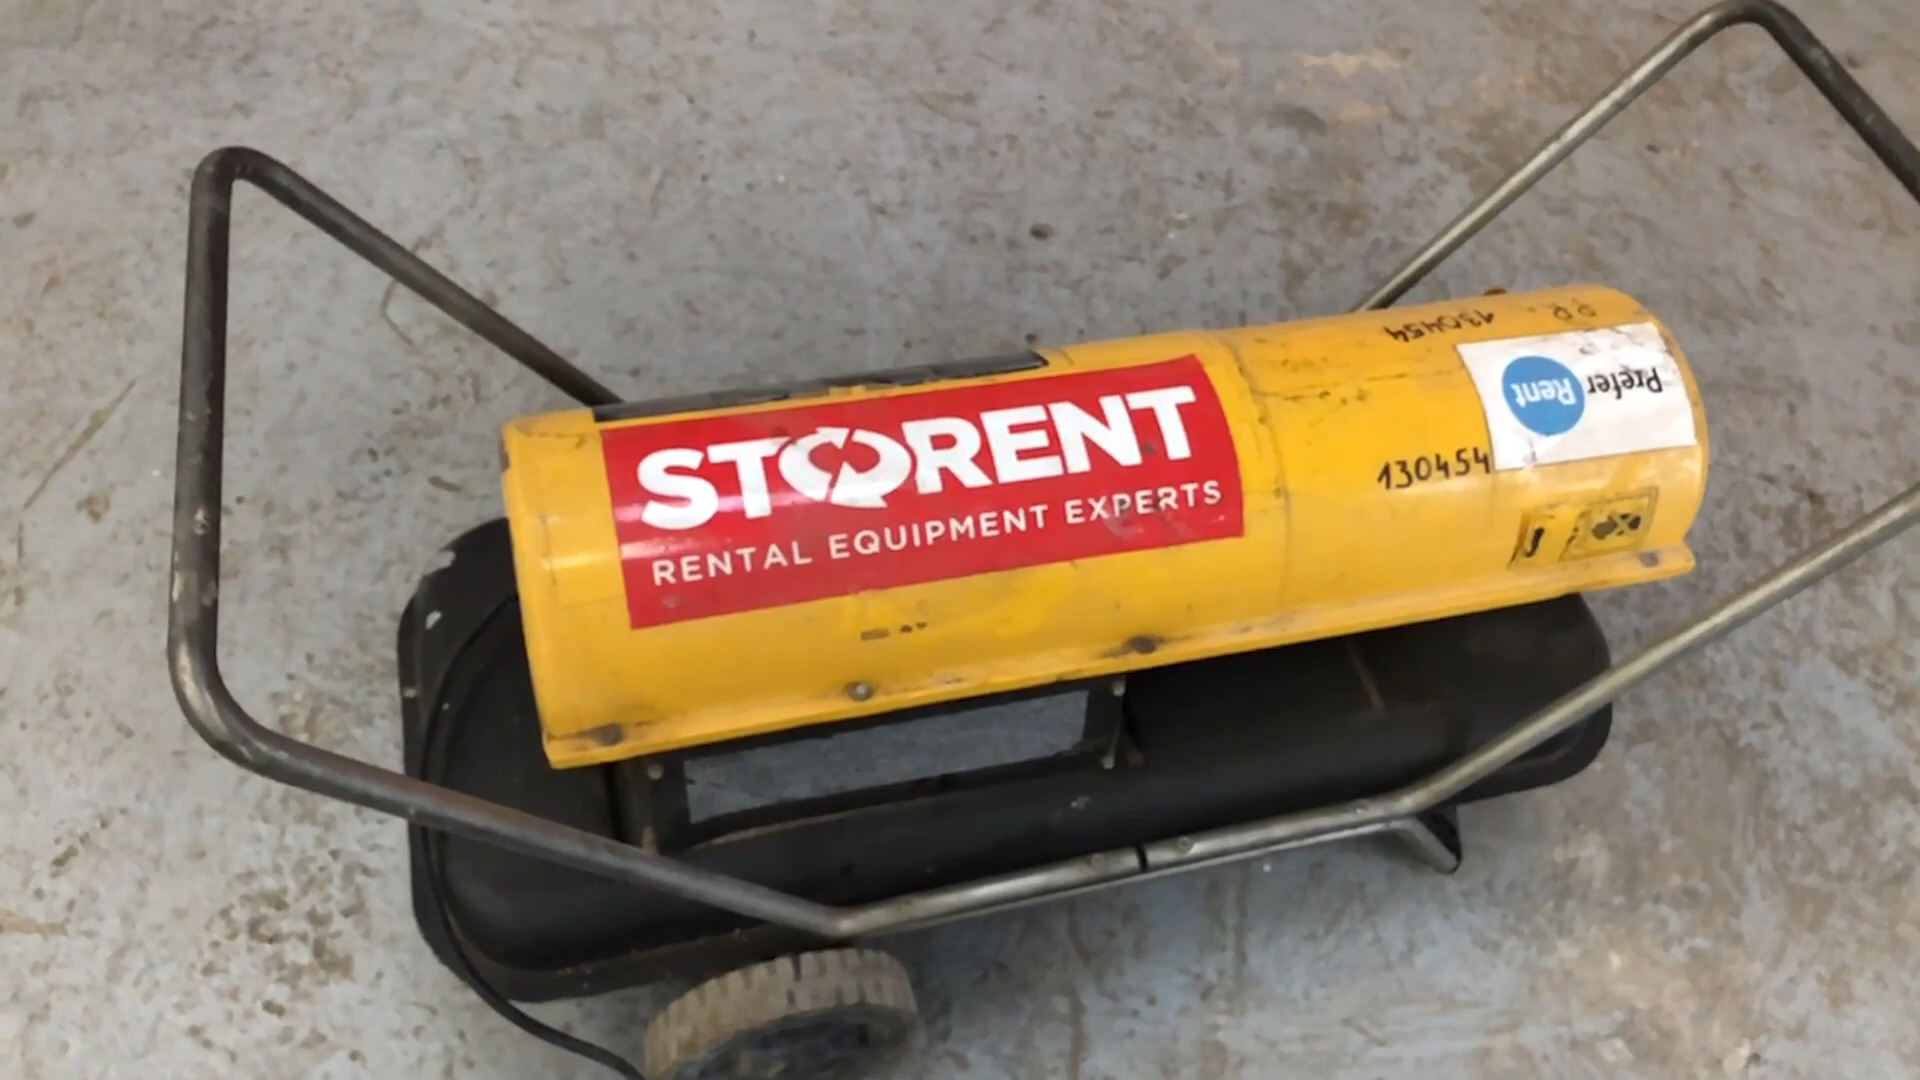 STORENT
RENTAL EQUIPMENT EXPERTS
P.R. 130454
Prefer
Rent
130454